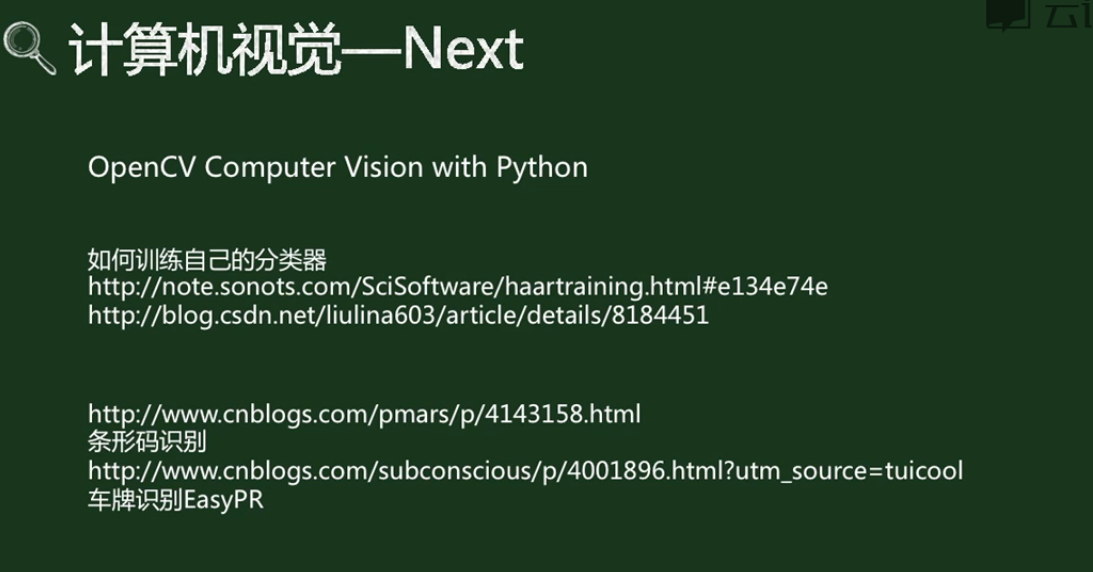 计算机视觉—Next
OpenCV Computer Vision with Python
如何训练自己的分类器
http://note.sonots.com/SciSoftware/haartraining.html#e134e74e
http://blog.csdn.net/liulina603/article/details/8184451
http://www.cnblogs.com/pmars/p/4143158.html
条形码识别
http://www.cnblogs.com/subconscious/p/4001896.html?utm_source=tuicool
车牌识别EasyPR